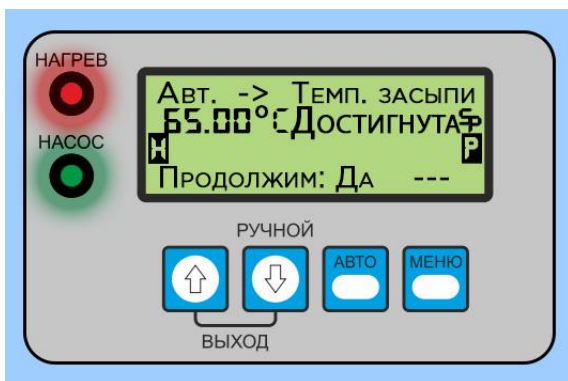 НАГРЕВ
НАСОС
Авт. -> Темп. засыпи
65.00°C Достигнута
Н P
Продолжим: Да ---
РУЧНОЙ
АВТО МЕНЮ
ВЫХОД